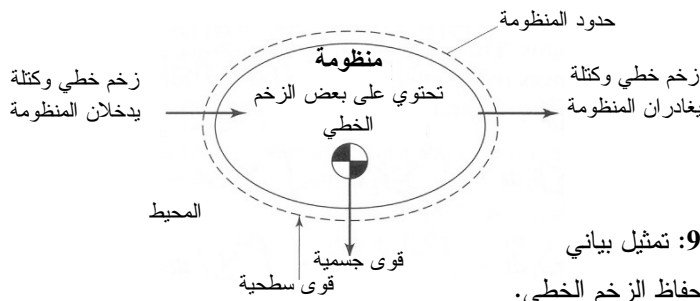 حدود المنظومة
منظومة
تحتوي على بعض الزخم
الخطي
زخم خطي وكتلة
يدخلان المنظومة
زخم خطي وكتلة
يغادران المنظومة
المحيط
قوى جسمية
قوى سطحية
9: تمثيل بياني
حفاظ الزخم الخطي.